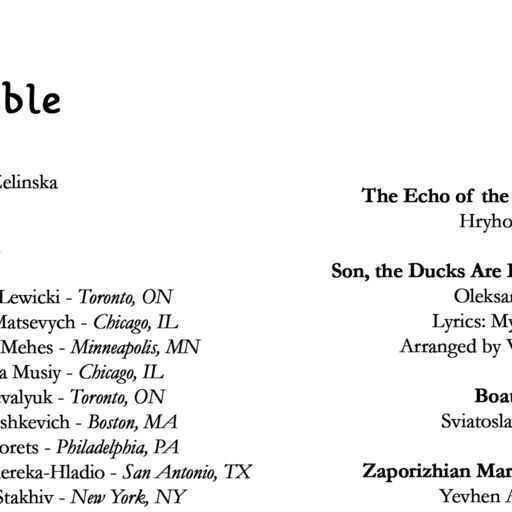 ble
Zelinska
Lewicki - Toronto, ON
Matsevych - Chicago, IL
Mehes - Minneapolis, MN
a Musiy - Chicago, IL
valyuk - Toronto, ON
shkevich - Boston, MA
orets - Philadelphia, PA
ereka-Hladio - San Antonio, TX
Stakhiv - New York, NY
The Echo of the
Hryho
Son, the Ducks Are
Oleksa
Lyrics: My
Arranged by V
Boa
Sviatosla
Zaporizhian Mar
Yevhen A